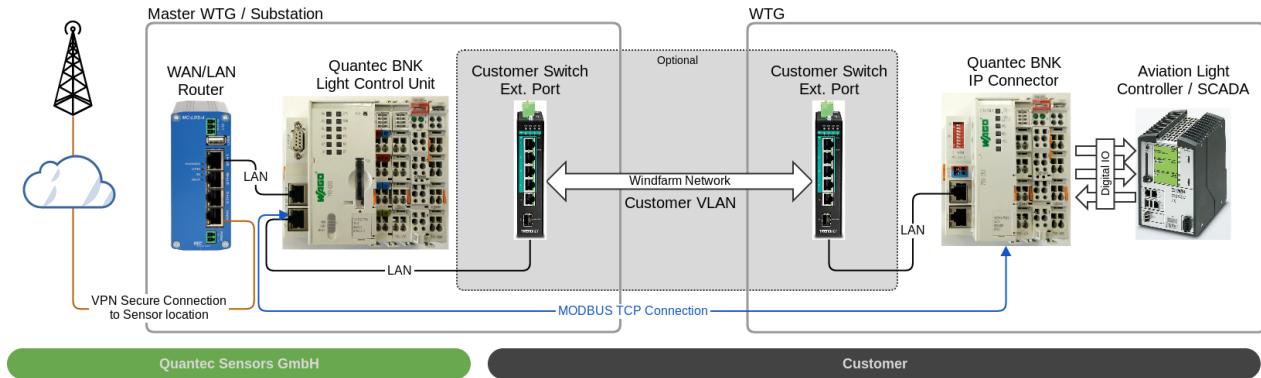 Master WTG / Substation
WTG
Optional
WAN/LAN
Router
Quantec BNK
Light Control Unit
Customer Switch
Ext. Port
Customer Switch
Ext. Port
Quantec BNK
IP Connector
Aviation Light
Controller / SCADA
WAGO
WAGO
LAN
Windfarm Network
Customer VLAN
Digital IO
LAN
LAN
VPN Secure Connection
to Sensor location
MODBUS TCP Connection
Quantec Sensors GmbH
Customer